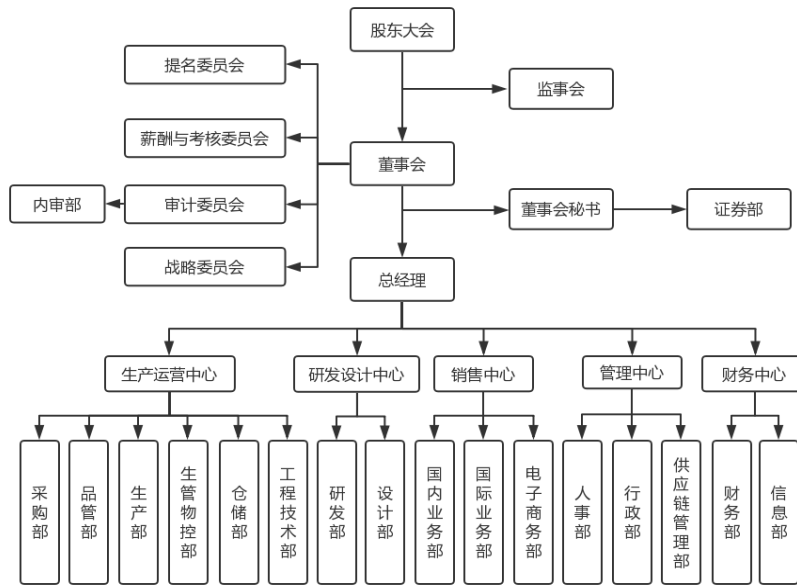 股东大会
提名委员会
监事会
薪酬与考核委员会
董事会
内审部
审计委员会
董事会秘书
证券部
战略委员会
总经理
生产运营中心
研发设计中心
销售中心
管理中心
财务中心
采购部
品管部
生产部
生管物控部
仓储部
工程技术部
研发部
设计部
国内业务部
国际业务部
电子商务部
人事部
行政部
供应链管理部
财务部
信息部